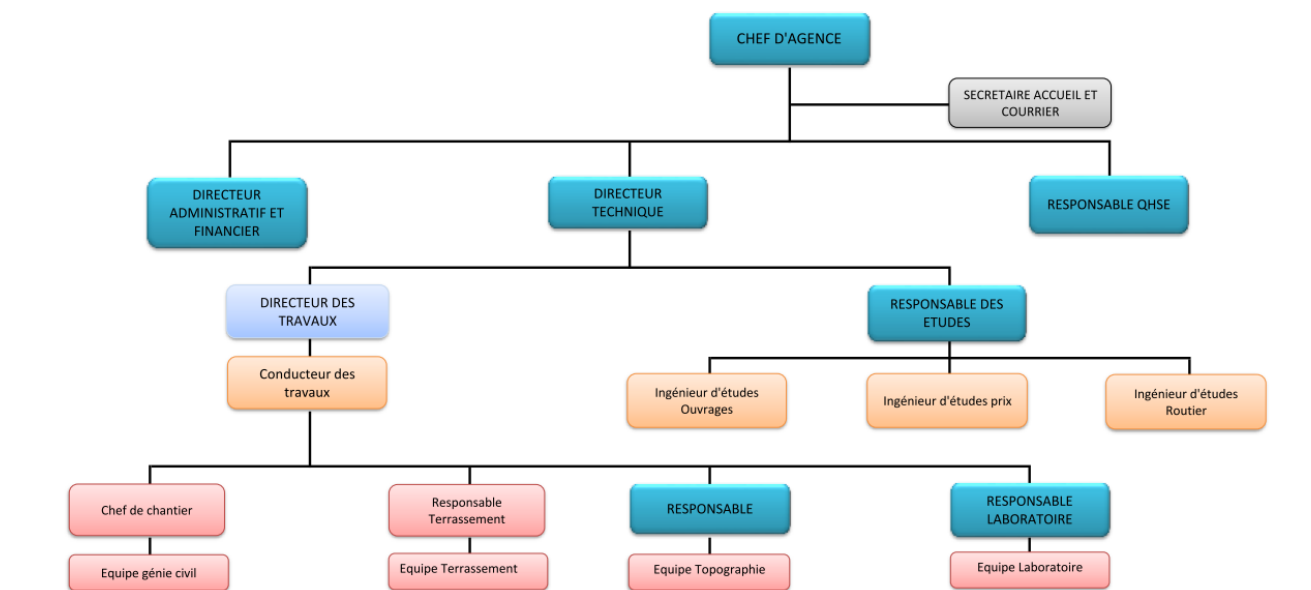 CHEF D'AGENCE
SECRETAIRE ACCUEIL ET
COURRIER
DIRECTEUR
ADMINISTRATIF ET
FINANCIER
DIRECTEUR
TECHNIQUE
RESPONSABLE QHSE
DIRECTEUR DES
TRAVAUX
RESPONSABLE DES
ETUDES
Conducteur des
travaux
Ingénieur d'études
Ouvrages
Ingénieur d'études prix
Ingénieur d'études
Routier
Chef de chantier
Responsable
Terrassement
RESPONSABLE
RESPONSABLE
LABORATOIRE
Equipe génie civil
Equipe Terrassement
Equipe Topographie
Equipe Laboratoire